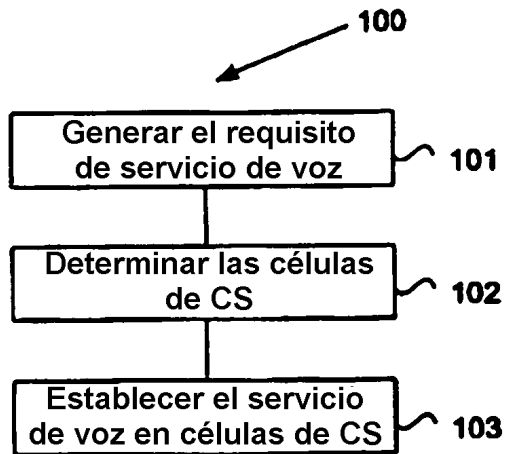 100
Generar el requisito
de servicio de voz
101
Determinar las células
de CS
102
Establecer el servicio
de voz en células de CS
103